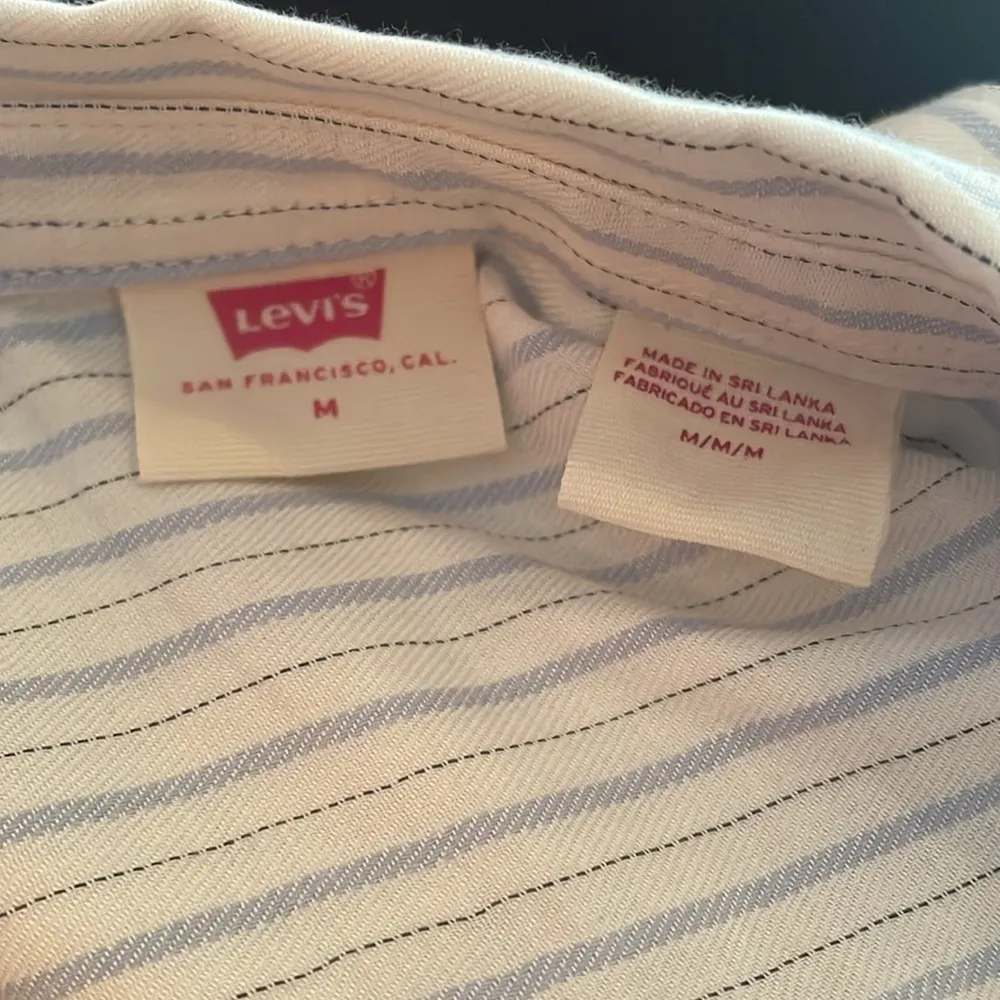 Levi's®
SAN FRANCISCO, CAL.
M
MADE IN SRI LANKA
FABRIQUÉ AU SRI LANKA
FABRICADO EN SRI LANKA
M/M/M